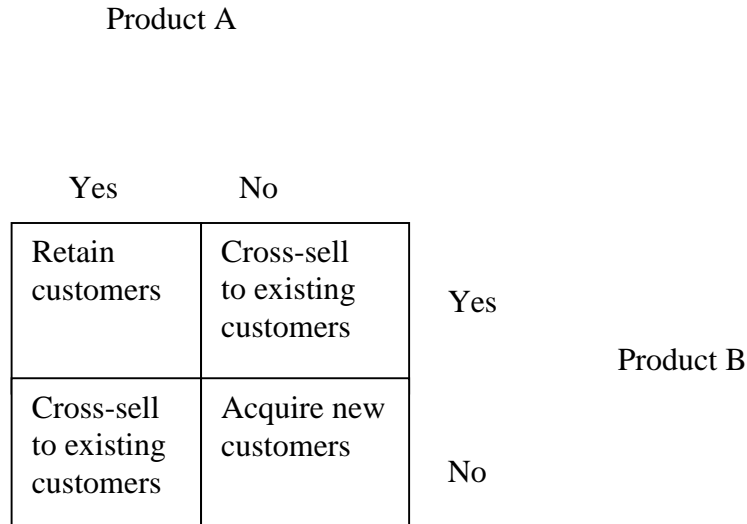 Product A
Yes No
Retain
customers
Cross-sell
to existing
customers
Yes
Product B
Cross-sell
to existing
customers
Acquire new
customers
No